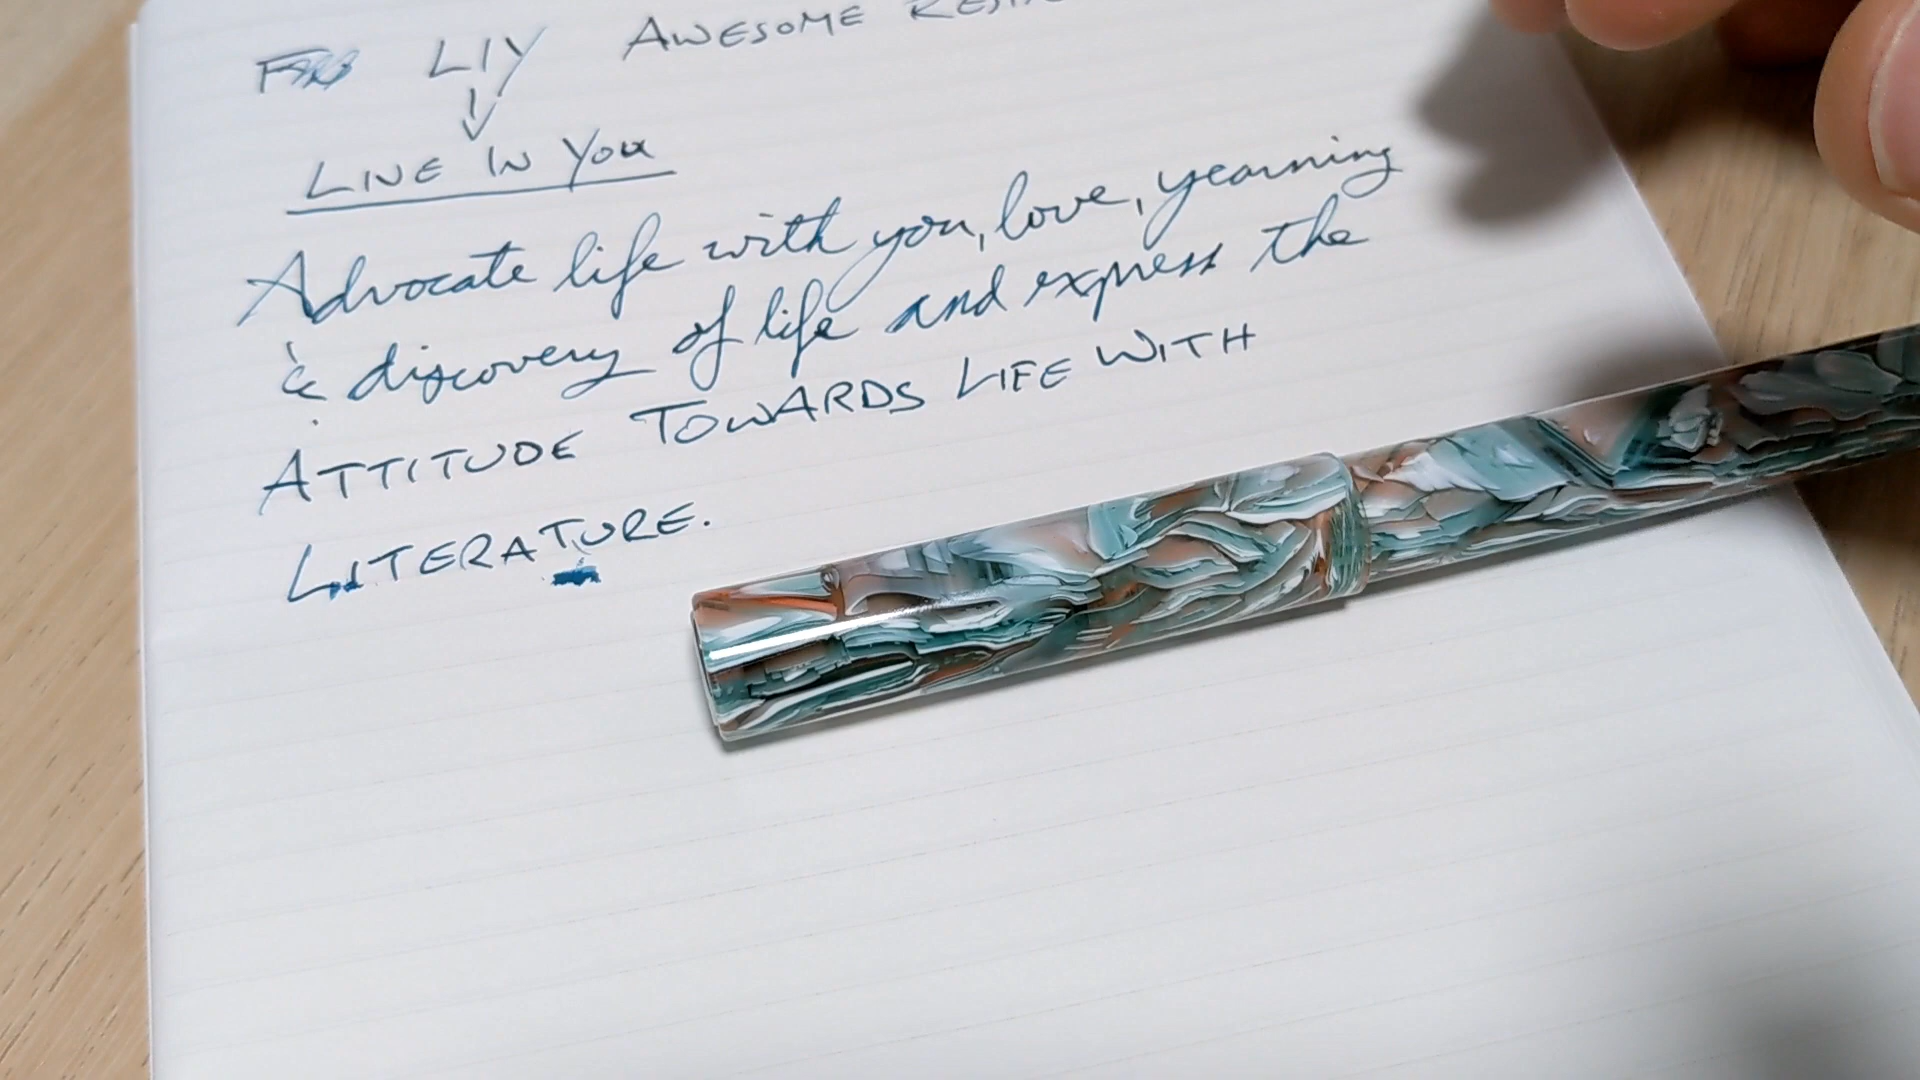 LIY AWESOME
LIVE IN YOU
Advocate life with you, love, yearning
& discovery of life and express the
ATTITUDE TOWARDS LIFE WITH
LITERATURE.